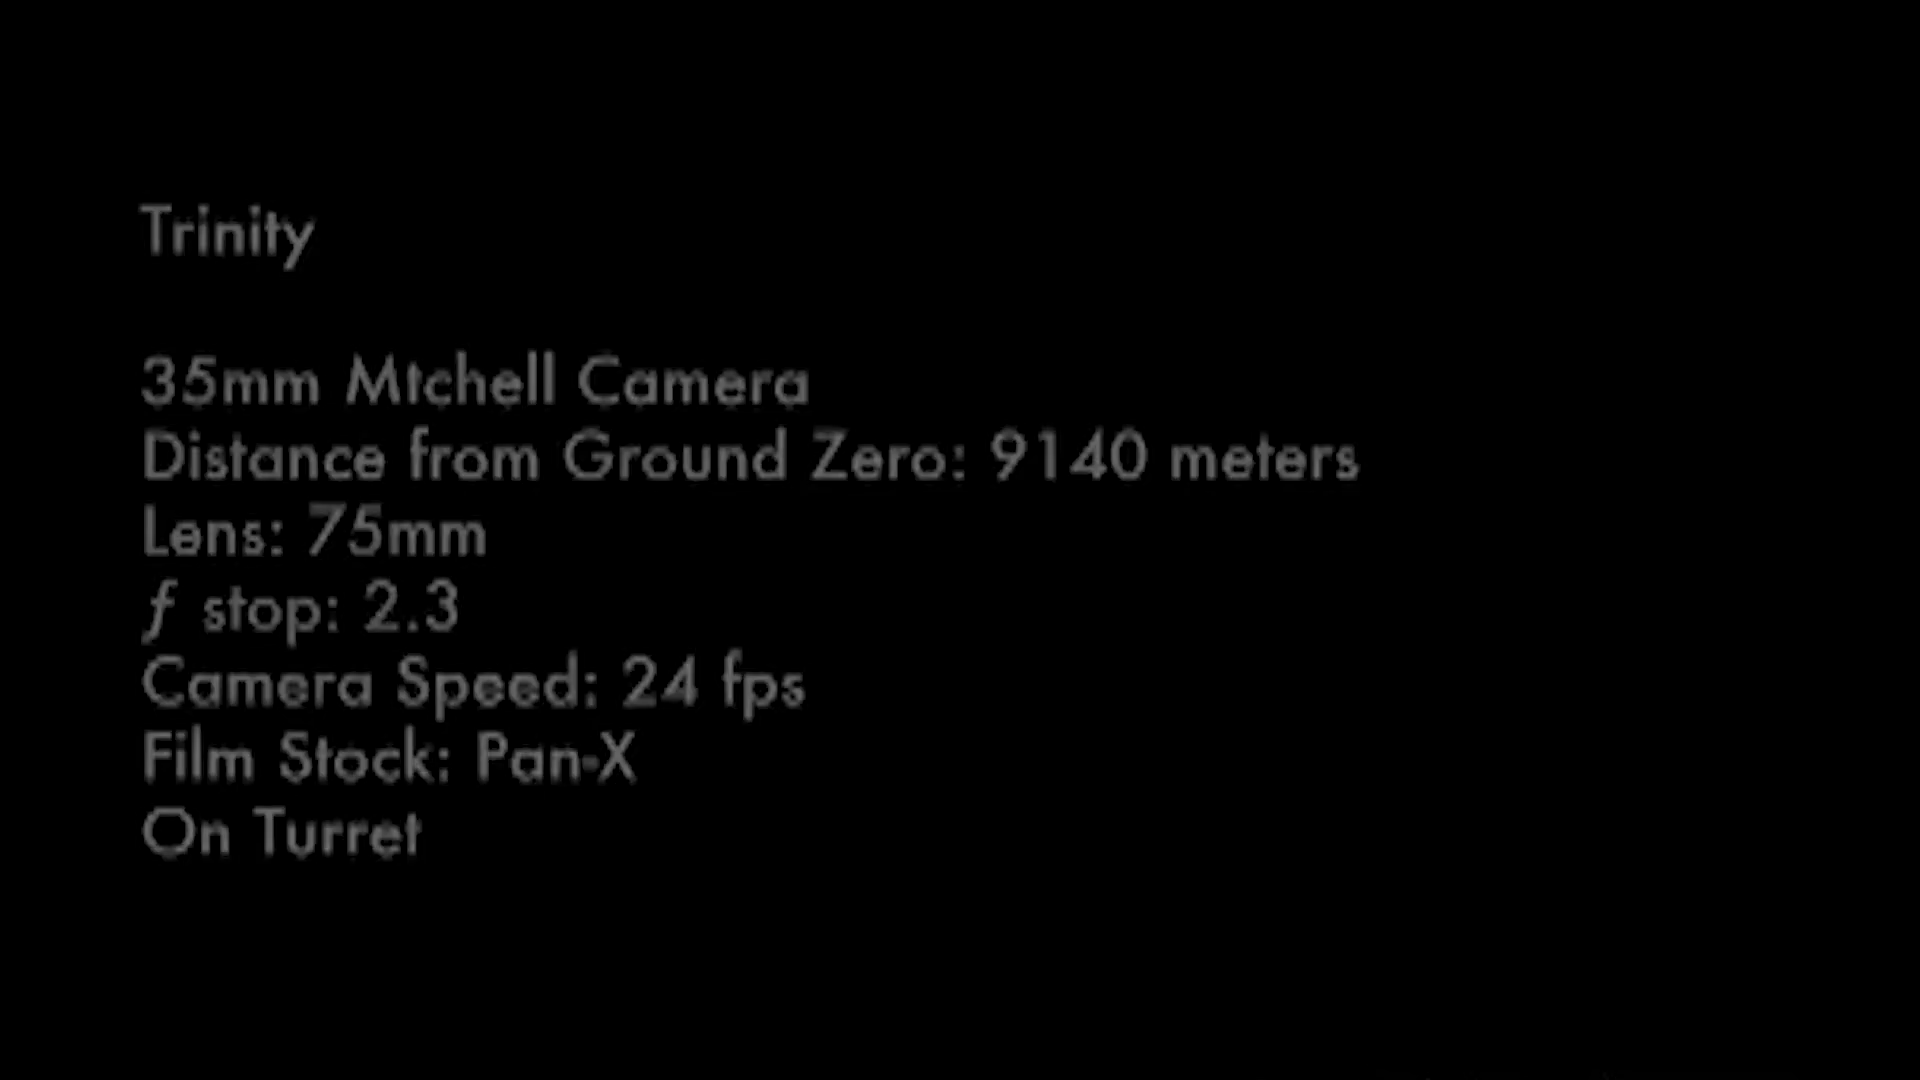 Trinity
35mm Mtchell Camera
Distance from Ground Zero: 9140 meters
Lens: 75mm
ƒ stop: 2.3
Camera Speed: 24 fps
Film Stock: Pan-X
On Turret